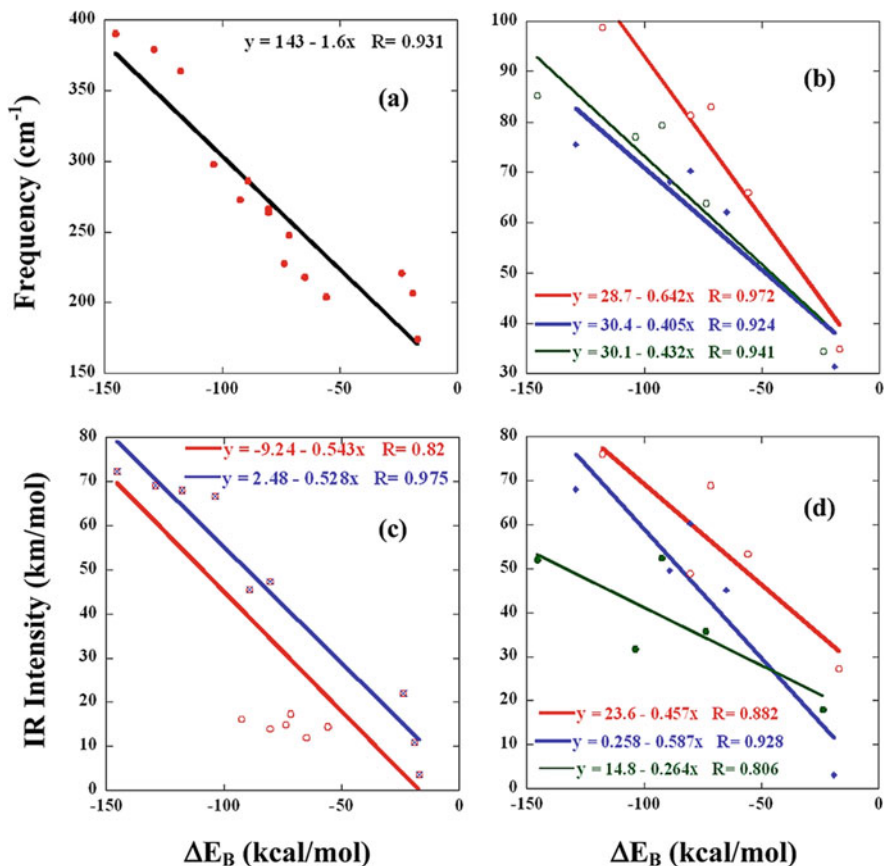 400
350
300
250
200
150
-150
-100
-50
0
y = 143 - 1.6x R= 0.931
(a)
Frequency (cm⁻¹)
100
90
80
70
60
50
40
30
-150
-100
-50
0
(b)
y = 28.7 - 0.642x R= 0.972
y = 30.4 - 0.405x R= 0.924
y = 30.1 - 0.432x R= 0.941
80
70
60
50
40
30
20
10
0
-150
-100
-50
0
y = -9.24 - 0.543x R= 0.82
y = 2.48 - 0.528x R= 0.975
(c)
IR Intensity (km/mol)
ΔE_B (kcal/mol)
80
70
60
50
40
30
20
10
0
-150
-100
-50
0
(d)
y = 23.6 - 0.457x R= 0.882
y = 0.258 - 0.587x R= 0.928
y = 14.8 - 0.264x R= 0.806
ΔE_B (kcal/mol)